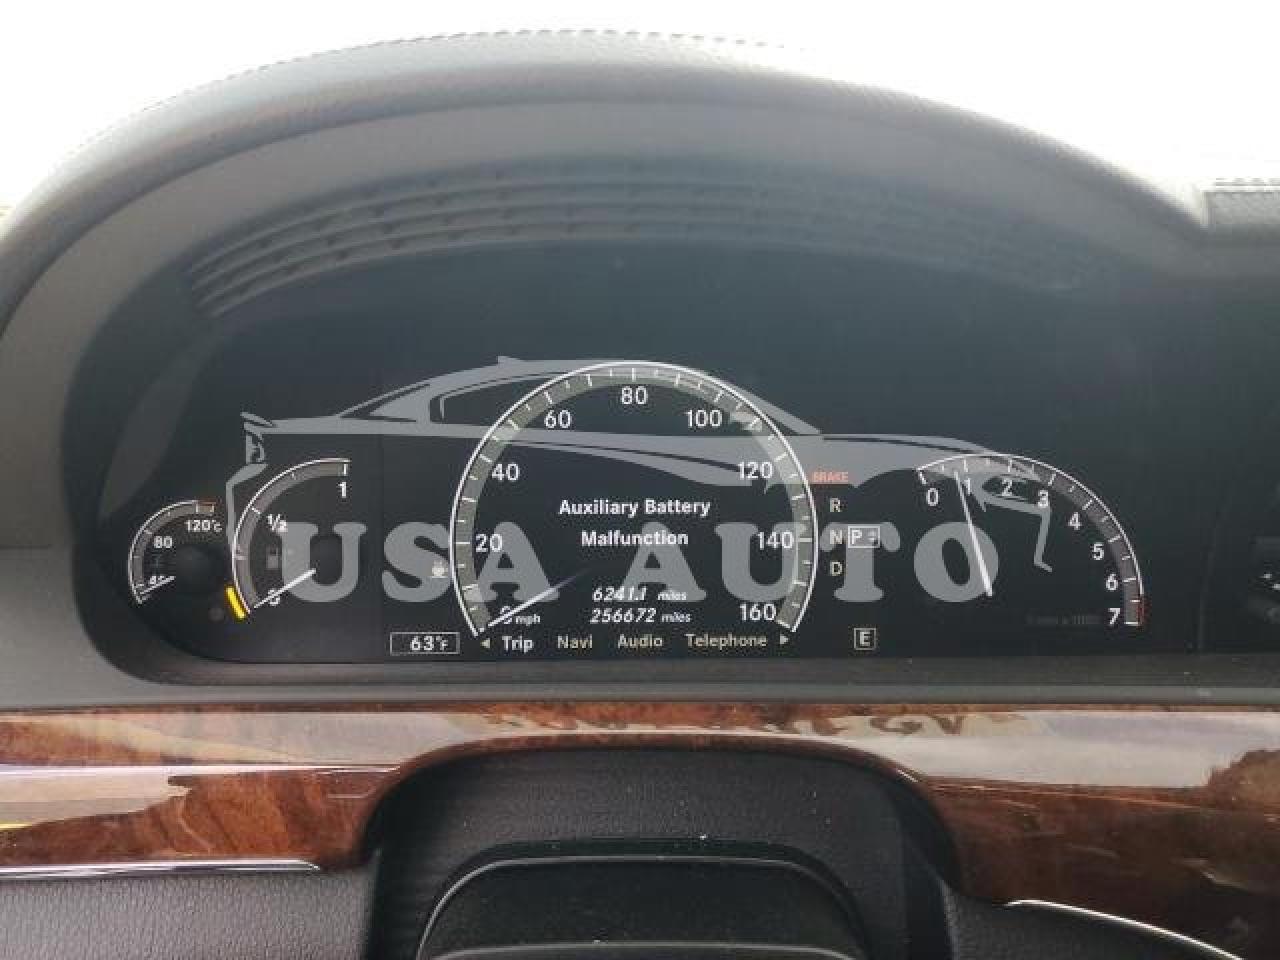 80
60 100
40 120 BRAKE
1 0 1 2 3
Auxiliary Battery R
120°C ½ 4
80 20 Malfunction 140 N P 5
USA AUTO
D 6
6241.1 miles
256672 miles
0 mph 160 7
63°F Trip Navi Audio Telephone E